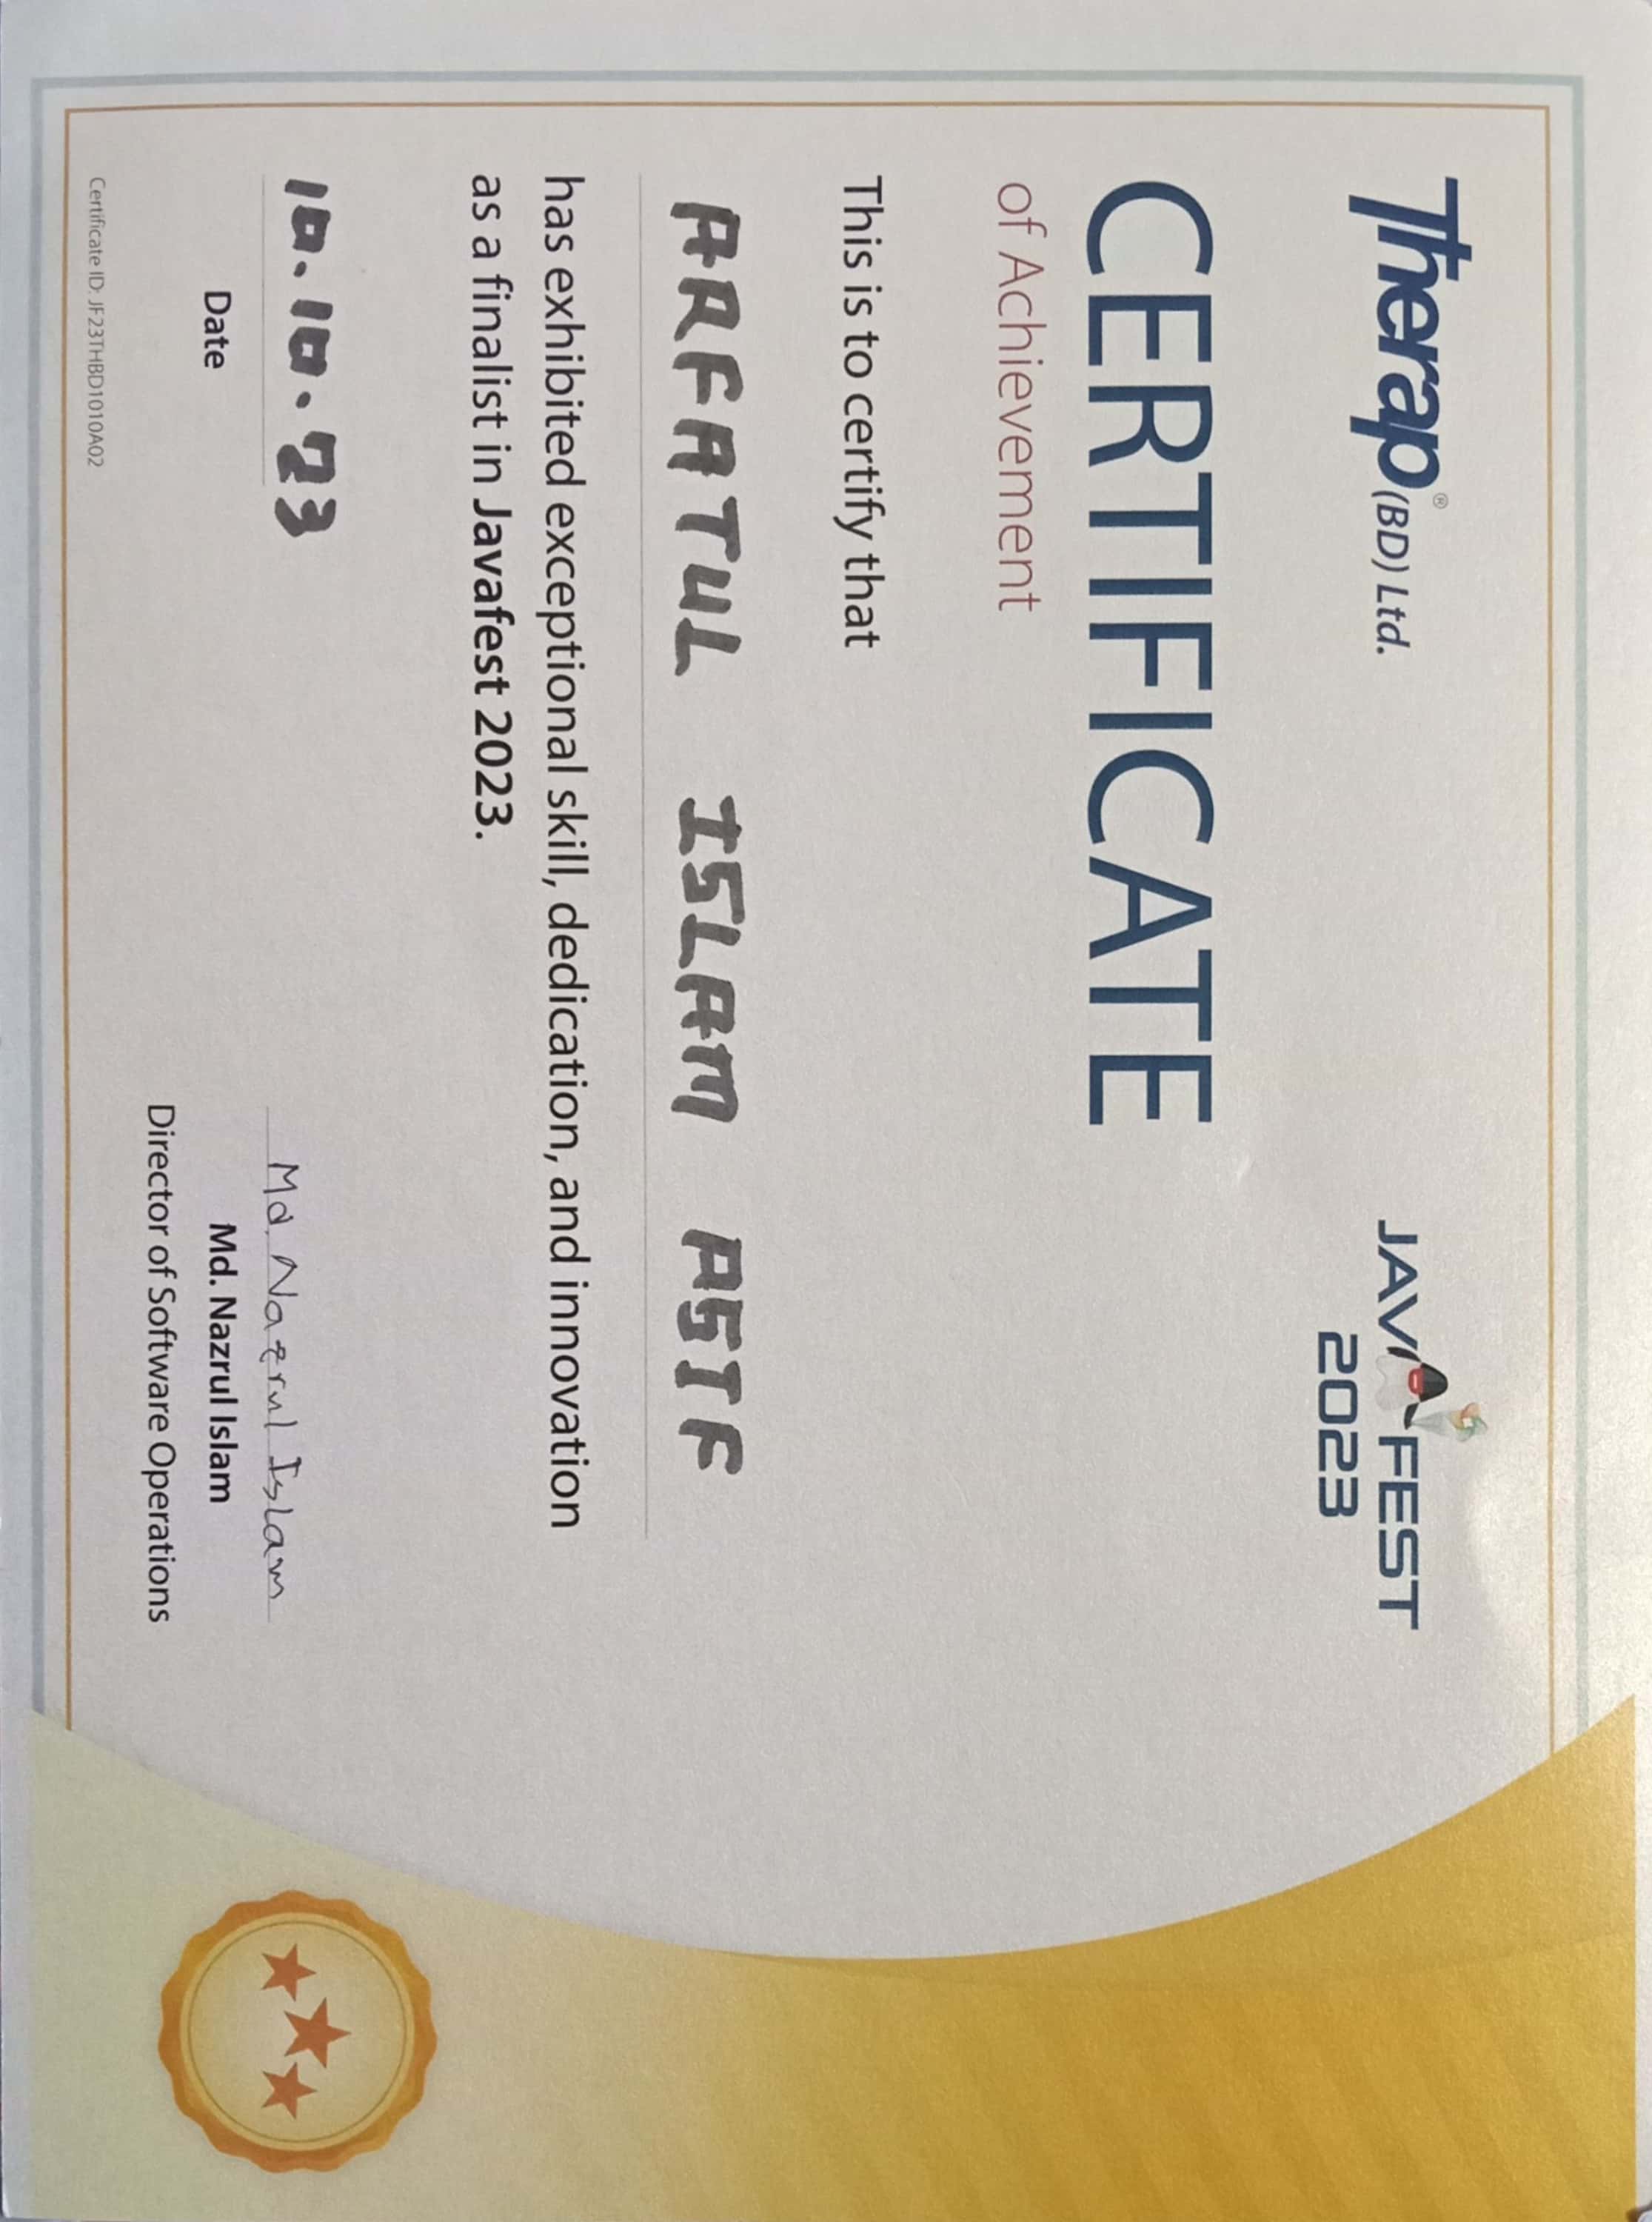 Therap® (BD) Ltd.
JAVAFEST
2023
CERTIFICATE
of Achievement
This is to certify that
ARFATUL ISLAM ASIF
has exhibited exceptional skill, dedication, and innovation
as a finalist in Javafest 2023.
10.10.23
Date
Md. Nazrul Islam
Md. Nazrul Islam
Director of Software Operations
Certificate ID: JF23THBD1010A02